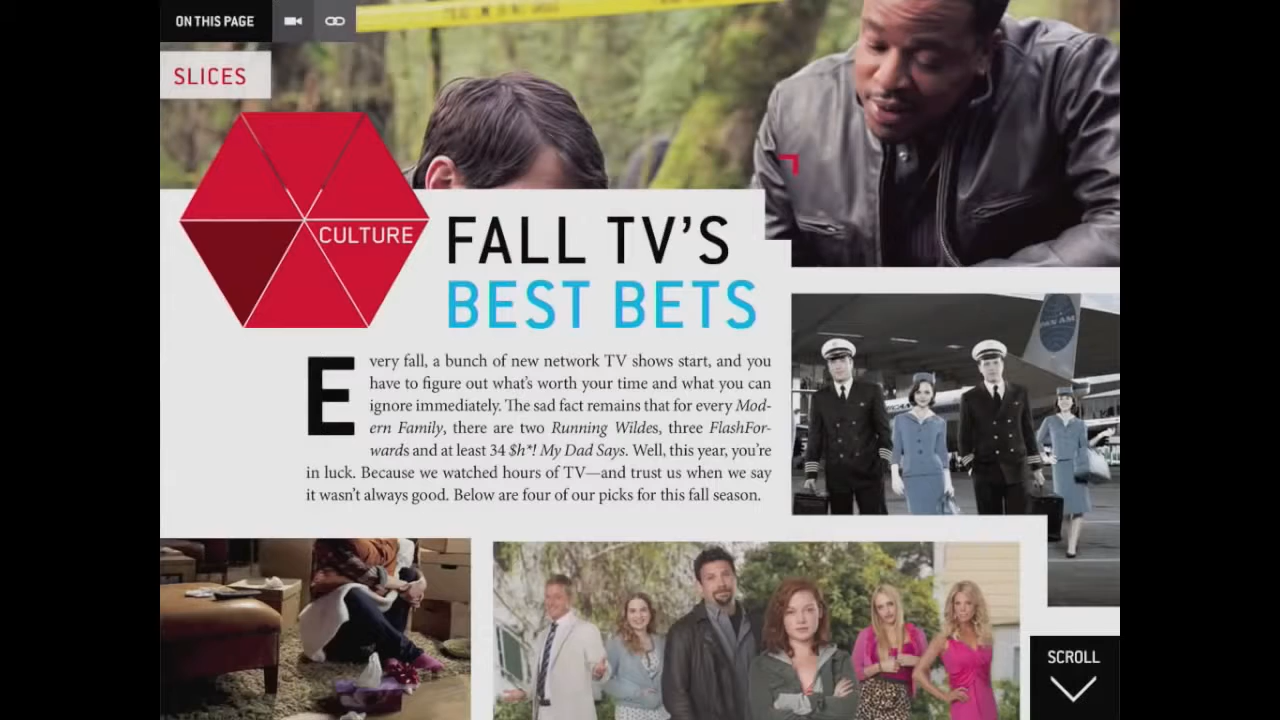 ON THIS PAGE
SLICES
CULTURE
FALL TV'S
BEST BETS
Every fall, a bunch of new network TV shows start, and you
have to figure out what's worth your time and what you can
ignore immediately. The sad fact remains that for every Mod-
ern Family, there are two Running Wildes, three FlashFor-
wards and at least 34 $h*! My Dad Says. Well, this year, you're
in luck. Because we watched hours of TV—and trust us when we say
it wasn't always good. Below are four of our picks for this fall season.
PAN AM
SCROLL